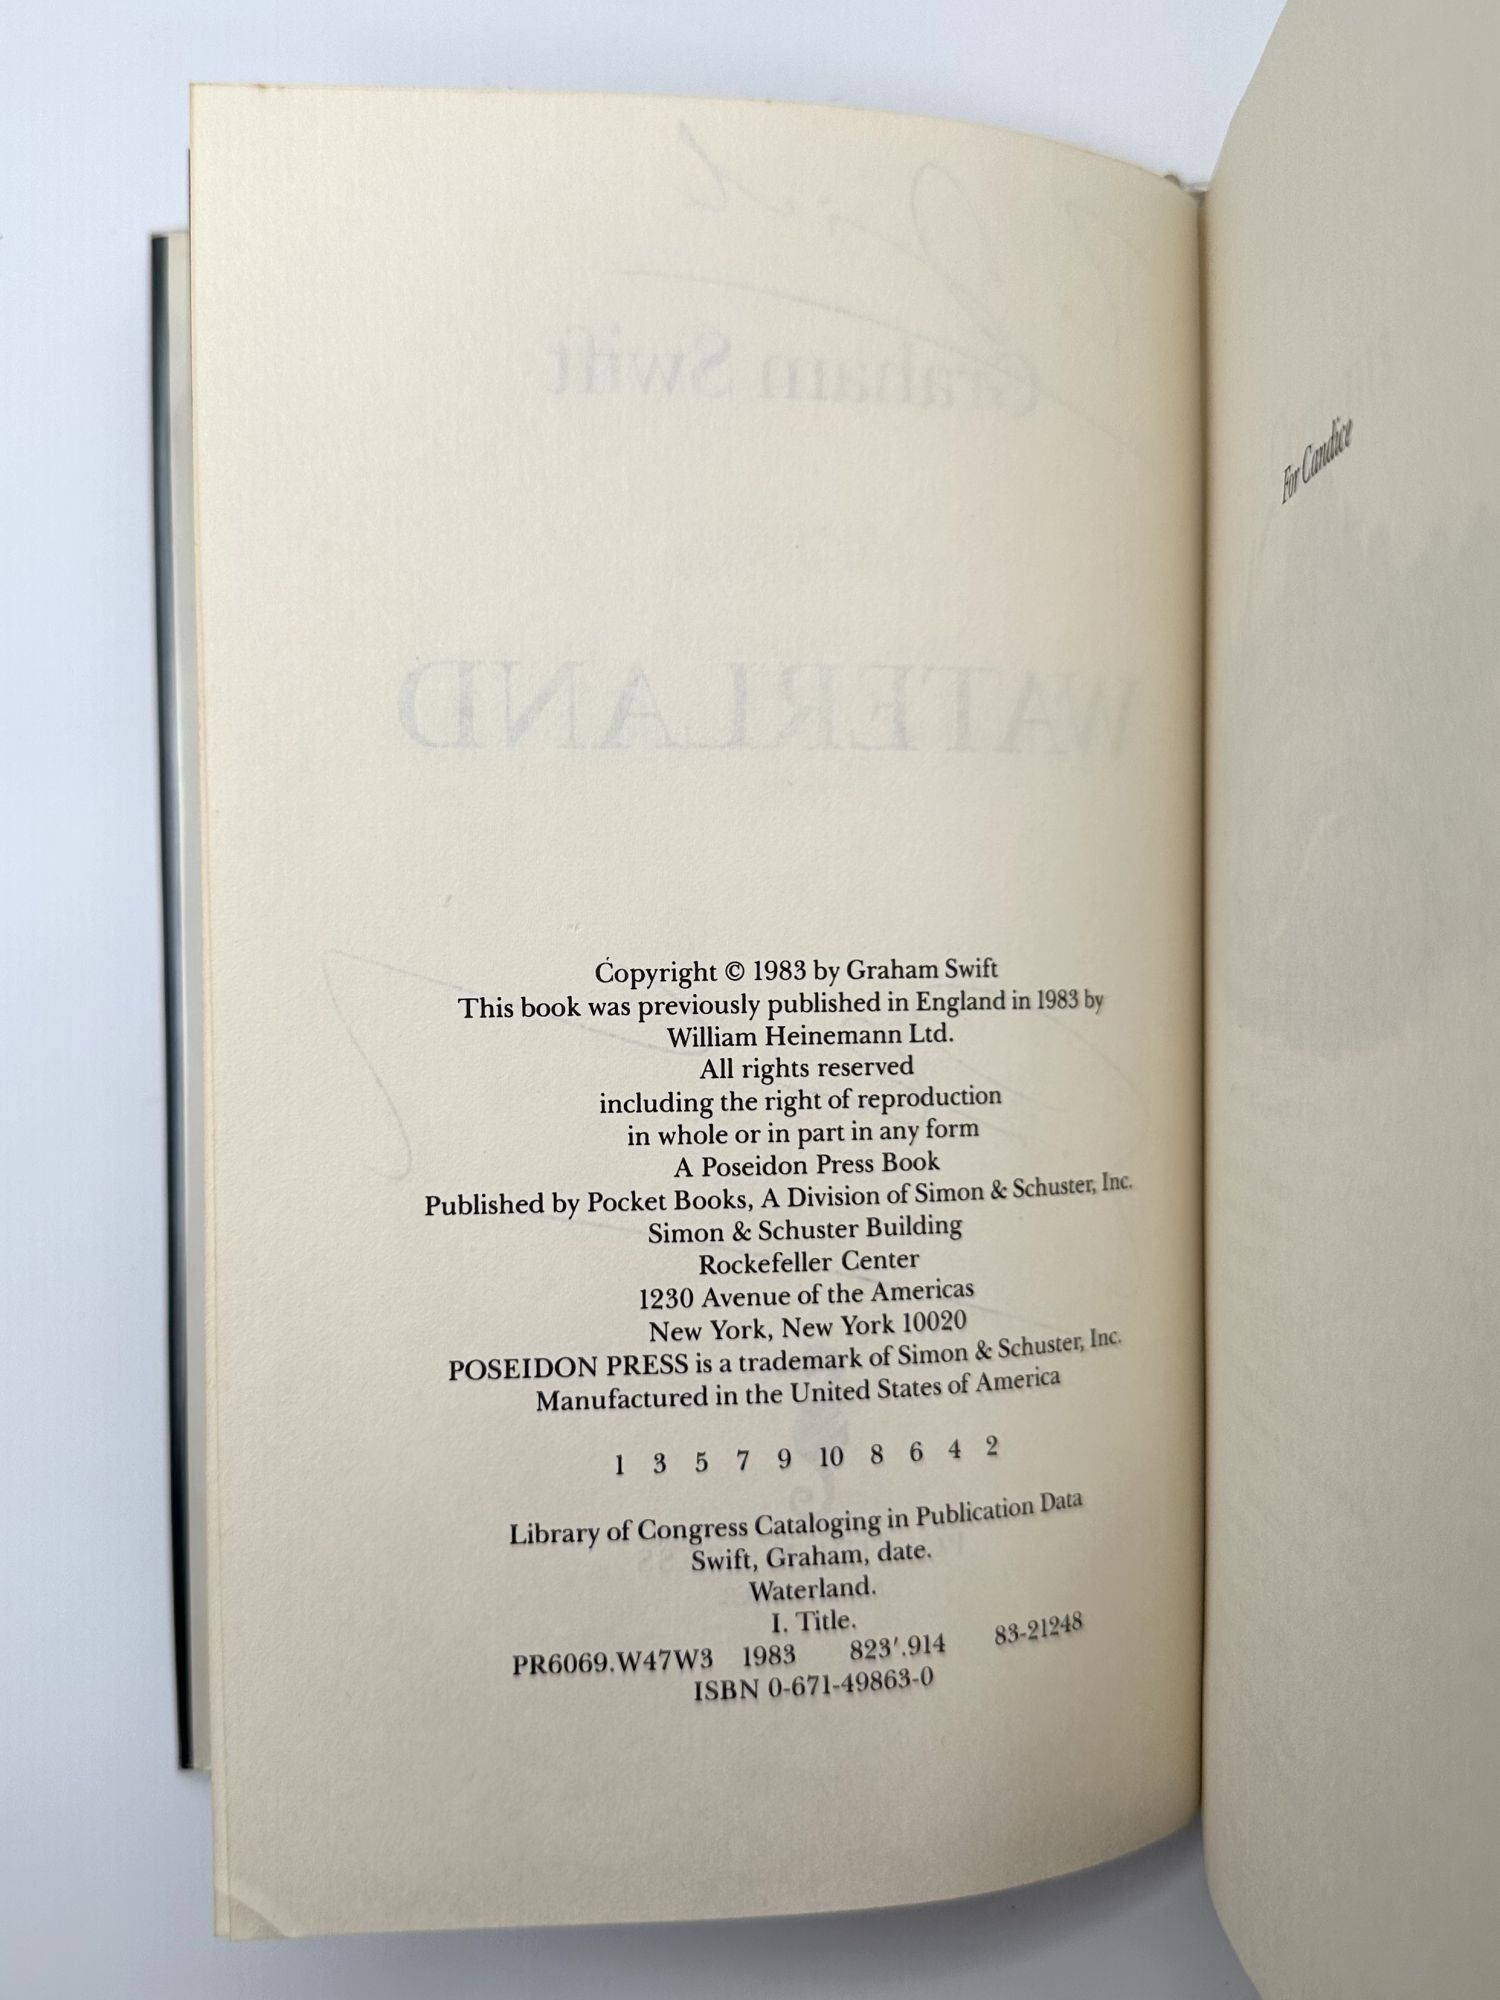 Graham Swift
WATERLAND
Copyright © 1983 by Graham Swift
This book was previously published in England in 1983 by
William Heinemann Ltd.
All rights reserved
including the right of reproduction
in whole or in part in any form
A Poseidon Press Book
Published by Pocket Books, A Division of Simon & Schuster, Inc.
Simon & Schuster Building
Rockefeller Center
1230 Avenue of the Americas
New York, New York 10020
POSEIDON PRESS is a trademark of Simon & Schuster, Inc.
Manufactured in the United States of America
1 3 5 7 9 10 8 6 4 2
Library of Congress Cataloging in Publication Data
Swift, Graham, date.
Waterland.
I. Title.
PR6069.W47W3 1983 823′.914 83-21248
ISBN 0-671-49863-0
For Candice